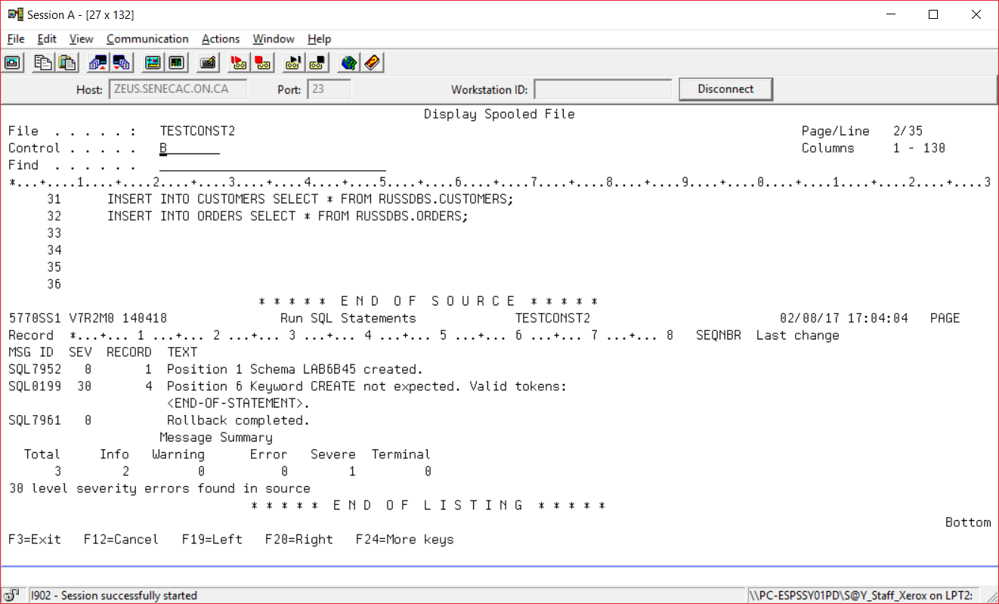 Session A - [27 x 132]
File Edit View Communication Actions Window Help
Host: ZEUS.SENECAC.ON.CA Port: 23 Workstation ID: Disconnect
Display Spooled File
File . . . . . : TESTCONST2 Page/Line 2/35
Control . . . . . B Columns 1 - 130
Find . . . . . .
*...+....1....+....2....+....3....+....4....+....5....+....6....+....7....+....8....+....9....+....0....+....1....+....2....+....3
31 INSERT INTO CUSTOMERS SELECT * FROM RUSSDBS.CUSTOMERS;
32 INSERT INTO ORDERS SELECT * FROM RUSSDBS.ORDERS;
33
34
35
36
* * * * * E N D O F S O U R C E * * * * *
5770SS1 V7R2M0 140418 Run SQL Statements TESTCONST2 02/08/17 17:04:04 PAGE
Record *...+... 1 ...+... 2 ...+... 3 ...+... 4 ...+... 5 ...+... 6 ...+... 7 ...+... 8 SEQNBR Last change
MSG ID SEV RECORD TEXT
SQL7952 0 1 Position 1 Schema LAB6B45 created.
SQL0199 30 4 Position 6 Keyword CREATE not expected. Valid tokens:
<END-OF-STATEMENT>.
SQL7961 0 Rollback completed.
Message Summary
Total Info Warning Error Severe Terminal
3 2 0 0 1 0
30 level severity errors found in source
* * * * * E N D O F L I S T I N G * * * * *
Bottom
F3=Exit F12=Cancel F19=Left F20=Right F24=More keys
I902 - Session successfully started \\PC-ESPSSY01PD\S@Y_Staff_Xerox on LPT2: